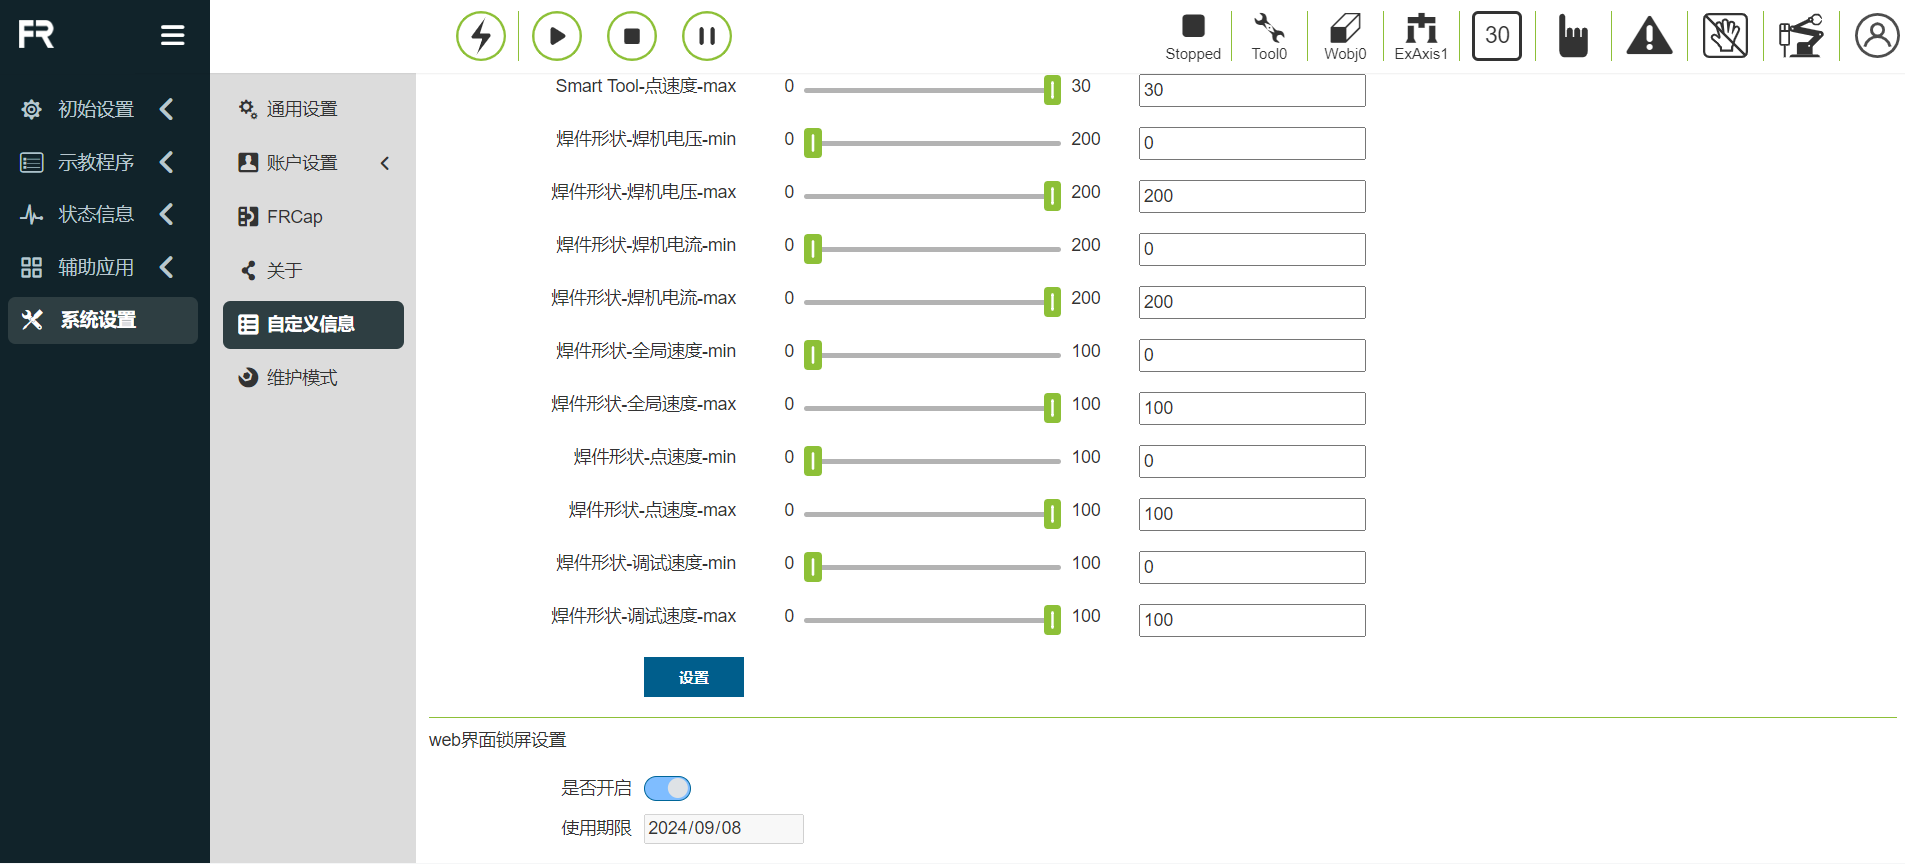 FR
Stopped
Tool0
Wobj0
ExAxis1
30
初始设置
示教程序
状态信息
辅助应用
系统设置
通用设置
账户设置
FRCap
关于
自定义信息
维护模式
Smart Tool-点速度-max 0 30 30
焊件形状-焊机电压-min 0 200 0
焊件形状-焊机电压-max 0 200 200
焊件形状-焊机电流-min 0 200 0
焊件形状-焊机电流-max 0 200 200
焊件形状-全局速度-min 0 100 0
焊件形状-全局速度-max 0 100 100
焊件形状-点速度-min 0 100 0
焊件形状-点速度-max 0 100 100
焊件形状-调试速度-min 0 100 0
焊件形状-调试速度-max 0 100 100
设置
web界面锁屏设置
是否开启
使用期限 2024/09/08